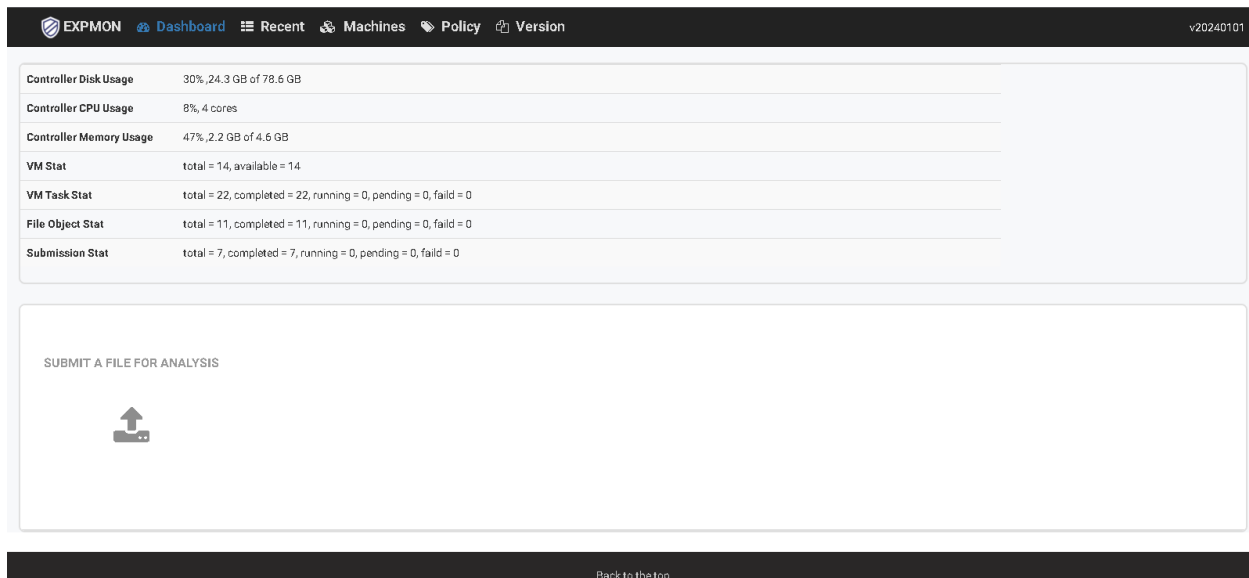 EXPMON Dashboard Recent Machines Policy Version v20240101
Controller Disk Usage 30% ,24.3 GB of 78.6 GB
Controller CPU Usage 8%, 4 cores
Controller Memory Usage 47% ,2.2 GB of 4.6 GB
VM Stat total = 14, available = 14
VM Task Stat total = 22, completed = 22, running = 0, pending = 0, faild = 0
File Object Stat total = 11, completed = 11, running = 0, pending = 0, faild = 0
Submission Stat total = 7, completed = 7, running = 0, pending = 0, faild = 0
SUBMIT A FILE FOR ANALYSIS
Back to the top